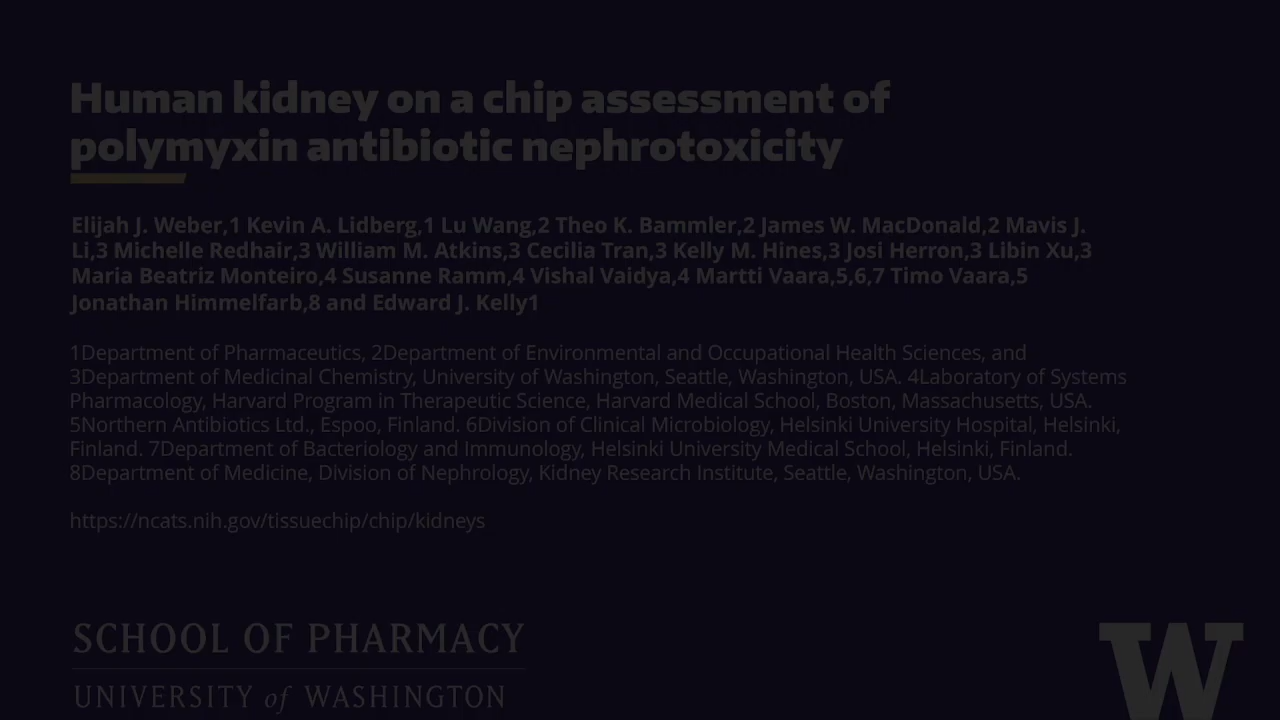 Human kidney on a chip assessment of
polymyxin antibiotic nephrotoxicity
Elijah J. Weber,1 Kevin A. Lidberg,1 Lu Wang,2 Theo K. Bammler,2 James W. MacDonald,2 Mavis J.
Li,3 Michelle Redhair,3 William M. Atkins,3 Cecilia Tran,3 Kelly M. Hines,3 Josi Herron,3 Libin Xu,3
Maria Beatriz Monteiro,4 Susanne Ramm,4 Vishal Vaidya,4 Martti Vaara,5,6,7 Timo Vaara,5
Jonathan Himmelfarb,8 and Edward J. Kelly1
1Department of Pharmaceutics, 2Department of Environmental and Occupational Health Sciences, and
3Department of Medicinal Chemistry, University of Washington, Seattle, Washington, USA. 4Laboratory of Systems
Pharmacology, Harvard Program in Therapeutic Science, Harvard Medical School, Boston, Massachusetts, USA.
5Northern Antibiotics Ltd., Espoo, Finland. 6Division of Clinical Microbiology, Helsinki University Hospital, Helsinki,
Finland. 7Department of Bacteriology and Immunology, Helsinki University Medical School, Helsinki, Finland.
8Department of Medicine, DIvision of Nephrology, Kidney Research Institute, Seattle, Washington, USA.
https://ncats.nih.gov/tissuechip/chip/kidneys
SCHOOL OF PHARMACY
UNIVERSITY of WASHINGTON
W